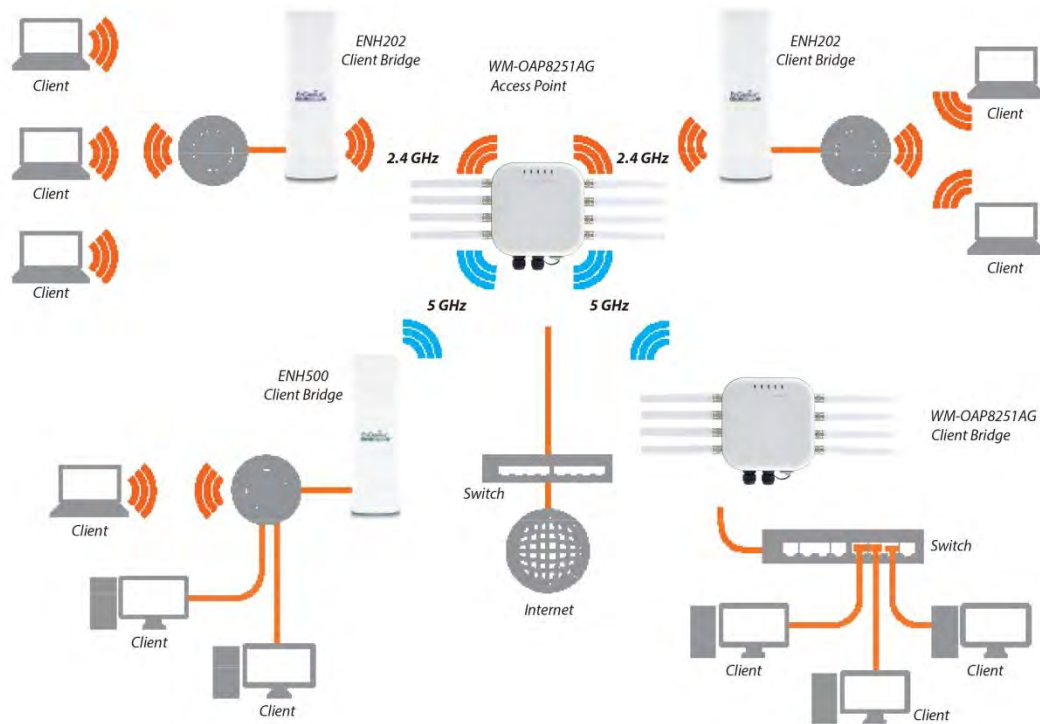 ENH202
Client Bridge
ENH202
Client Bridge
WM-OAP8251AG
Access Point
Client
Client
2.4 GHz
2.4 GHz
Client
Client
Client
Client
5 GHz
5 GHz
ENH500
Client Bridge
WM-OAP8251AG
Client Bridge
Switch
Client
Switch
Internet
Client
Client
Client
Client
Client